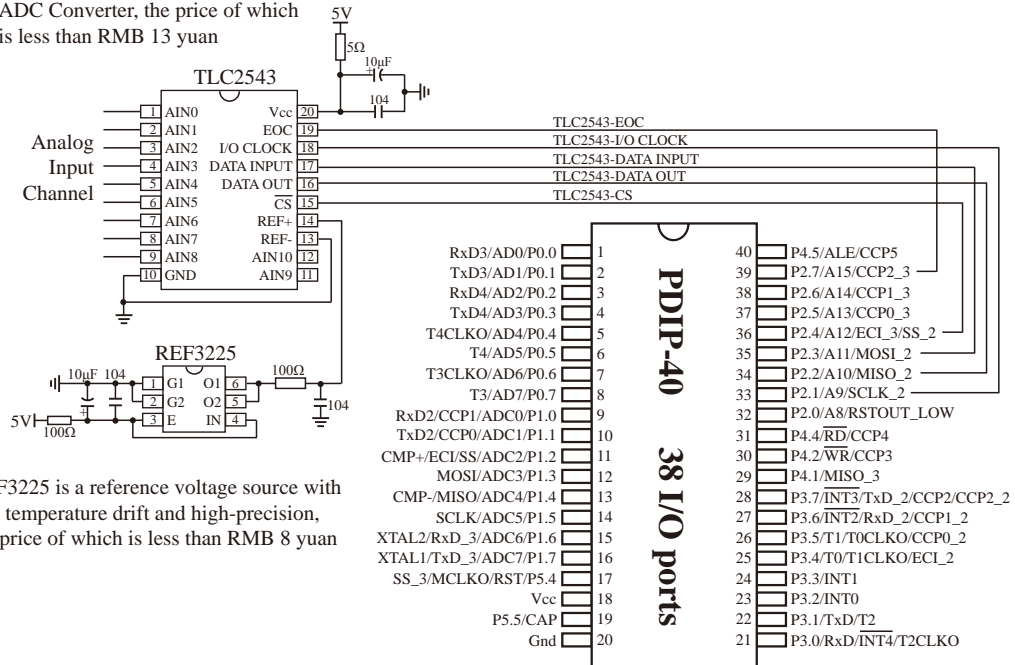 ADC Converter, the price of which
is less than RMB 13 yuan
5V
5Ω
10μF
+
104
TLC2543
Analog
Input
Channel
1 AIN0
2 AIN1
3 AIN2
4 AIN3
5 AIN4
6 AIN5
7 AIN6
8 AIN7
9 AIN8
10 GND
Vcc 20
EOC 19
I/O CLOCK 18
DATA INPUT 17
DATA OUT 16
CS 15
REF+ 14
REF- 13
AIN10 12
AIN9 11
TLC2543-EOC
TLC2543-I/O CLOCK
TLC2543-DATA INPUT
TLC2543-DATA OUT
TLC2543-CS
REF3225
10μF 104
+
1 G1
2 G2
3 E
O1 6
O2 5
IN 4
100Ω
104
5V
100Ω
F3225 is a reference voltage source with
temperature drift and high-precision,
price of which is less than RMB 8 yuan
PDIP-40 38 I/O ports
RxD3/AD0/P0.0 1
TxD3/AD1/P0.1 2
RxD4/AD2/P0.2 3
TxD4/AD3/P0.3 4
T4CLKO/AD4/P0.4 5
T4/AD5/P0.5 6
T3CLKO/AD6/P0.6 7
T3/AD7/P0.7 8
RxD2/CCP1/ADC0/P1.0 9
TxD2/CCP0/ADC1/P1.1 10
CMP+/ECI/SS/ADC2/P1.2 11
MOSI/ADC3/P1.3 12
CMP-/MISO/ADC4/P1.4 13
SCLK/ADC5/P1.5 14
XTAL2/RxD_3/ADC6/P1.6 15
XTAL1/TxD_3/ADC7/P1.7 16
SS_3/MCLKO/RST/P5.4 17
Vcc 18
P5.5/CAP 19
Gnd 20
40 P4.5/ALE/CCP5
39 P2.7/A15/CCP2_3
38 P2.6/A14/CCP1_3
37 P2.5/A13/CCP0_3
36 P2.4/A12/ECI_3/SS_2
35 P2.3/A11/MOSI_2
34 P2.2/A10/MISO_2
33 P2.1/A9/SCLK_2
32 P2.0/A8/RSTOUT_LOW
31 P4.4/RD/CCP4
30 P4.2/WR/CCP3
29 P4.1/MISO_3
28 P3.7/INT3/TxD_2/CCP2/CCP2_2
27 P3.6/INT2/RxD_2/CCP1_2
26 P3.5/T1/T0CLKO/CCP0_2
25 P3.4/T0/T1CLKO/ECI_2
24 P3.3/INT1
23 P3.2/INT0
22 P3.1/TxD/T2
21 P3.0/RxD/INT4/T2CLKO